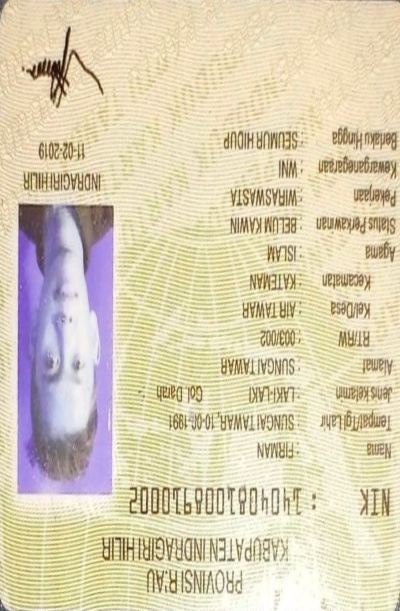 PROVINSI RIAU
KABUPATEN INDRAGIRI HILIR
NIK : 1404081008910002
Nama : FIRMAN
Tempat/Tgl Lahir : SUNGAI TAWAR, 10-08-1991
Jenis kelamin : LAKI-LAKI Gol. Darah : -
Alamat : SUNGAI TAWAR
RT/RW : 003/002
Kel/Desa : AIR TAWAR
Kecamatan : KATEMAN
Agama : ISLAM
Status Perkawinan : BELUM KAWIN
Pekerjaan : WIRASWASTA
Kewarganegaraan : WNI
Berlaku Hingga : SEUMUR HIDUP
INDRAGIRI HILIR
11-02-2019